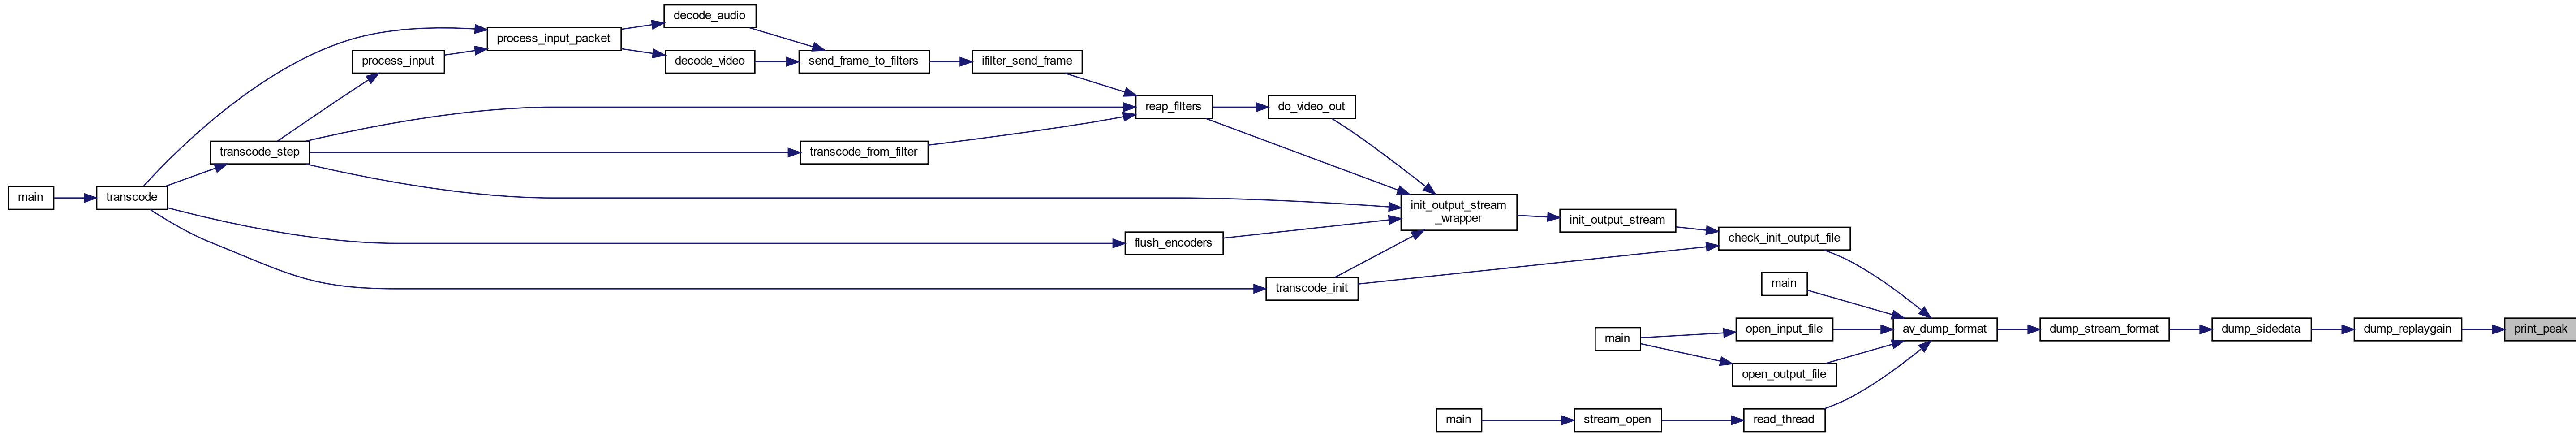 decode_audio
process_input_packet
process_input
decode_video
send_frame_to_filters
ifilter_send_frame
reap_filters
do_video_out
transcode_step
transcode_from_filter
main
transcode
init_output_stream
_wrapper
init_output_stream
flush_encoders
check_init_output_file
transcode_init
main
main
open_input_file
av_dump_format
dump_stream_format
dump_sidedata
dump_replaygain
print_peak
open_output_file
main
stream_open
read_thread